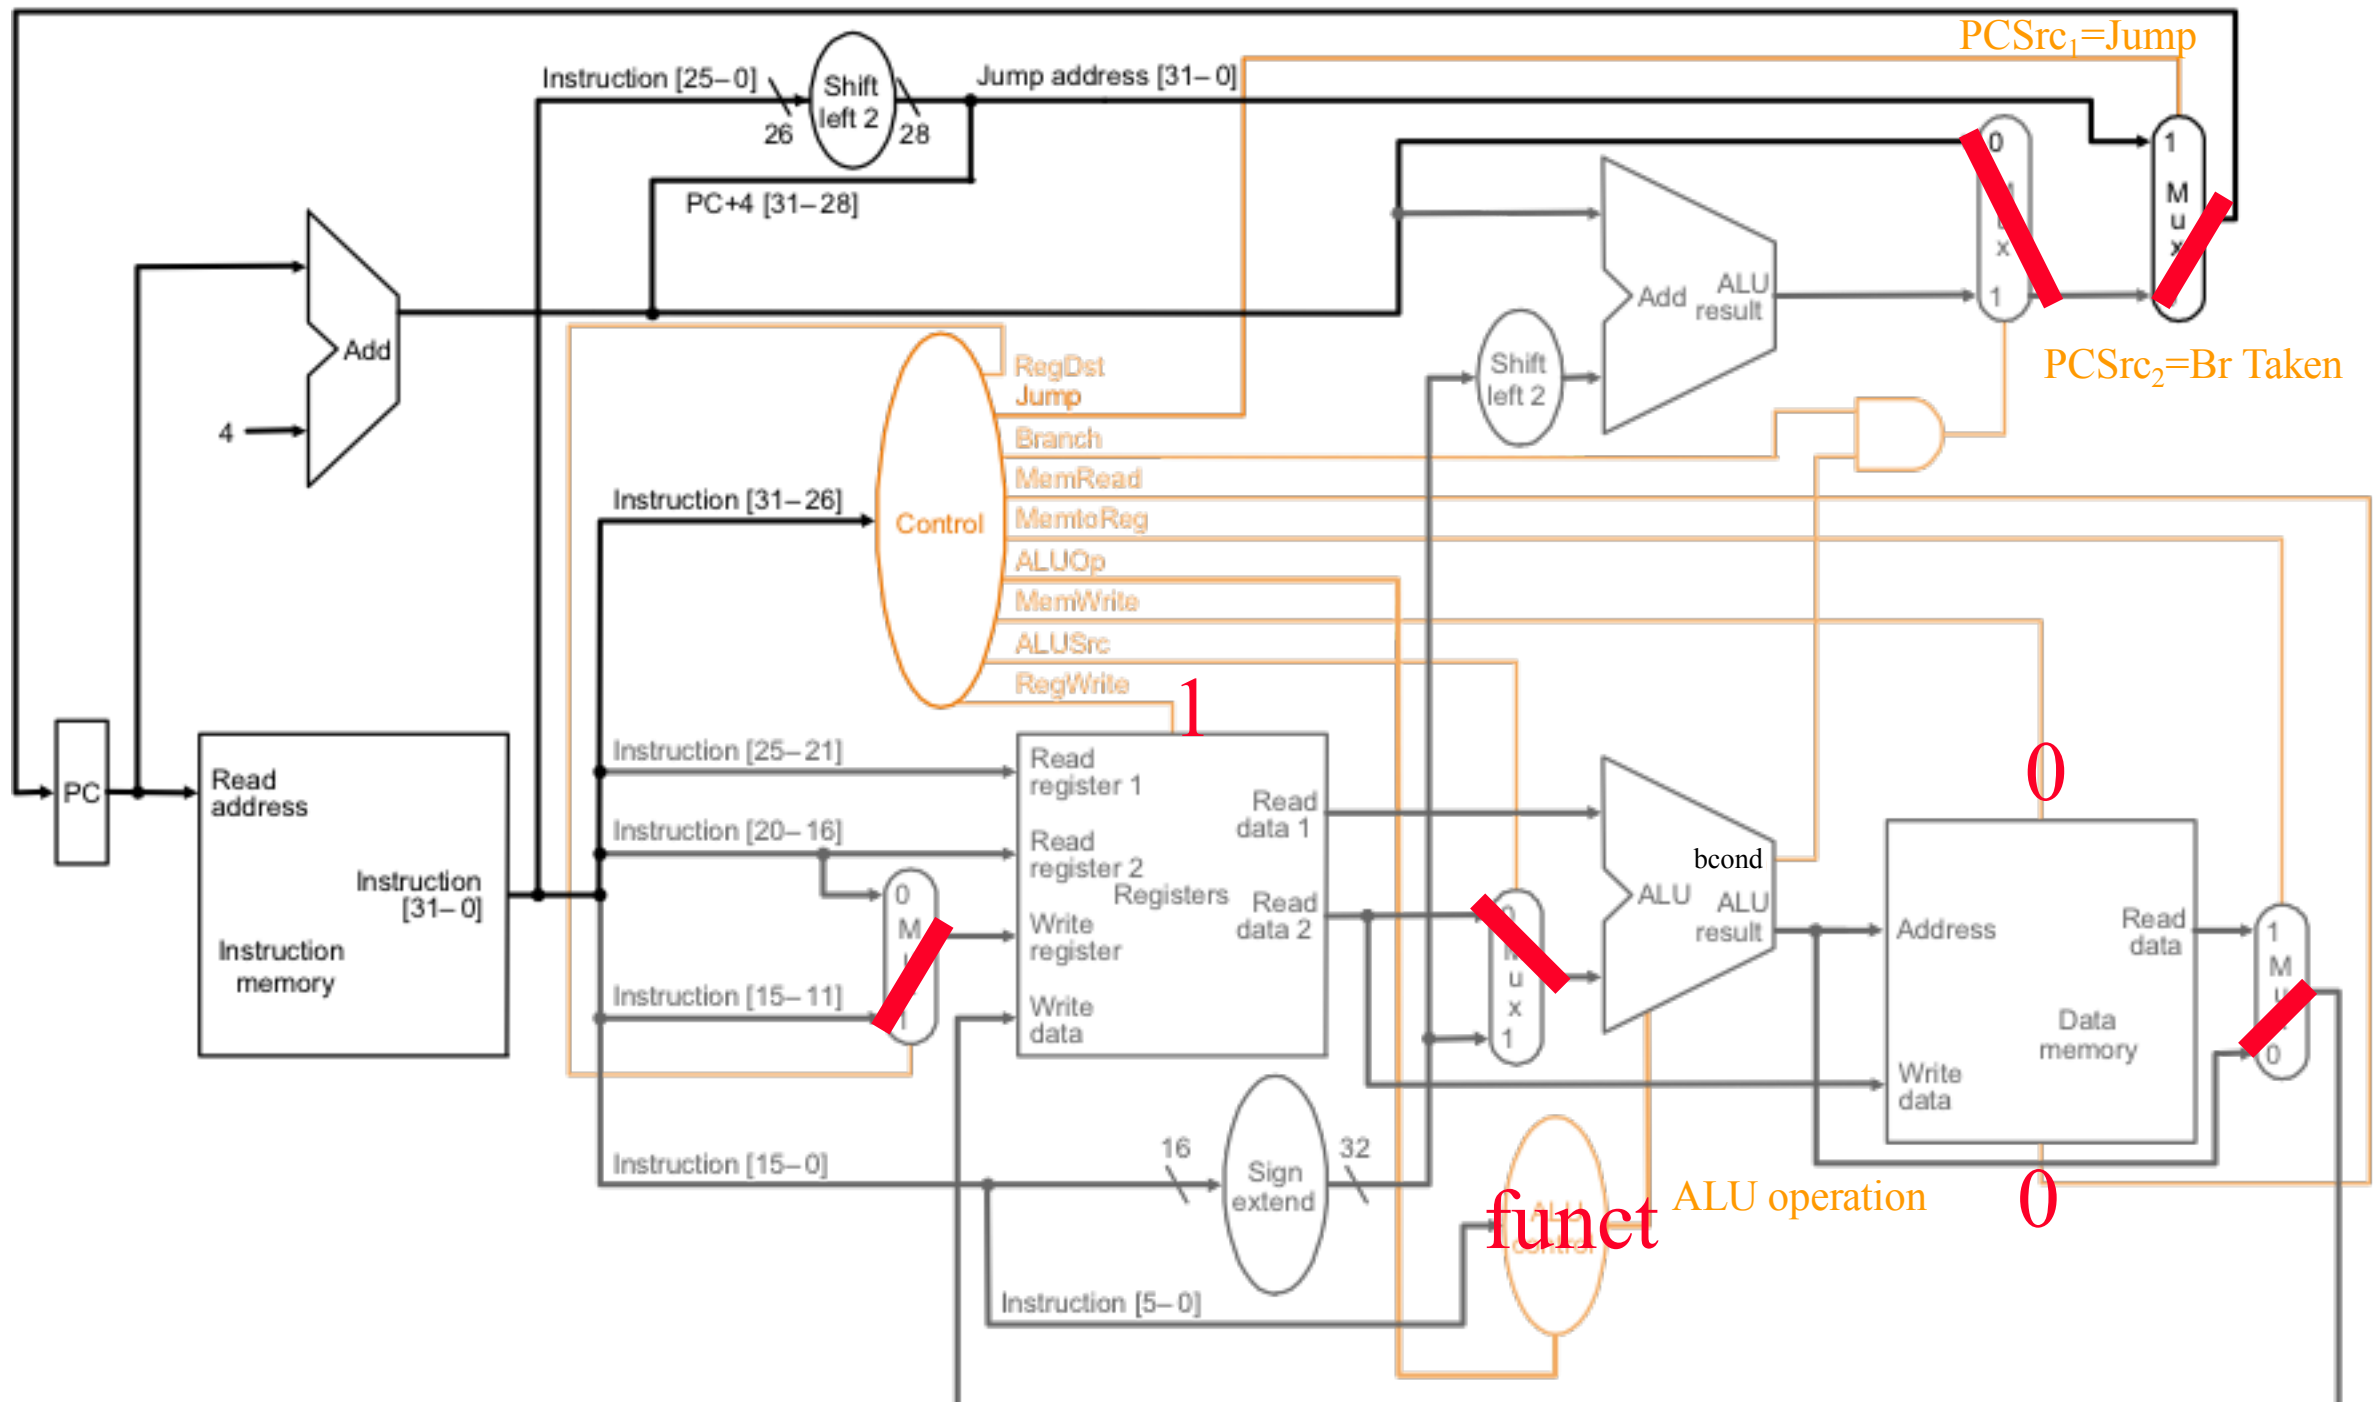 PCSrc1=Jump
Instruction [25–0]
26
Shift
left 2
28
Jump address [31–0]
PC+4 [31–28]
0
x
1
1
M
u
x
Add
4
Add
ALU
result
Shift
left 2
PCSrc2=Br Taken
RegDst
Jump
Branch
MemRead
MemtoReg
ALUOp
MemWrite
ALUSrc
RegWrite
Instruction [31–26]
Control
1
0
PC
Read
address
Instruction
[31–0]
Instruction
memory
Instruction [25–21]
Instruction [20–16]
Instruction [15–11]
Instruction [15–0]
Instruction [5–0]
0
M
Read
register 1
Read
register 2
Registers
Write
register
Write
data
Read
data 1
Read
data 2
0
u
x
1
bcond
ALU
ALU
result
Address
Read
data
Data
memory
Write
data
1
M
u
0
16
Sign
extend
32
ALU
control
funct
ALU operation
0